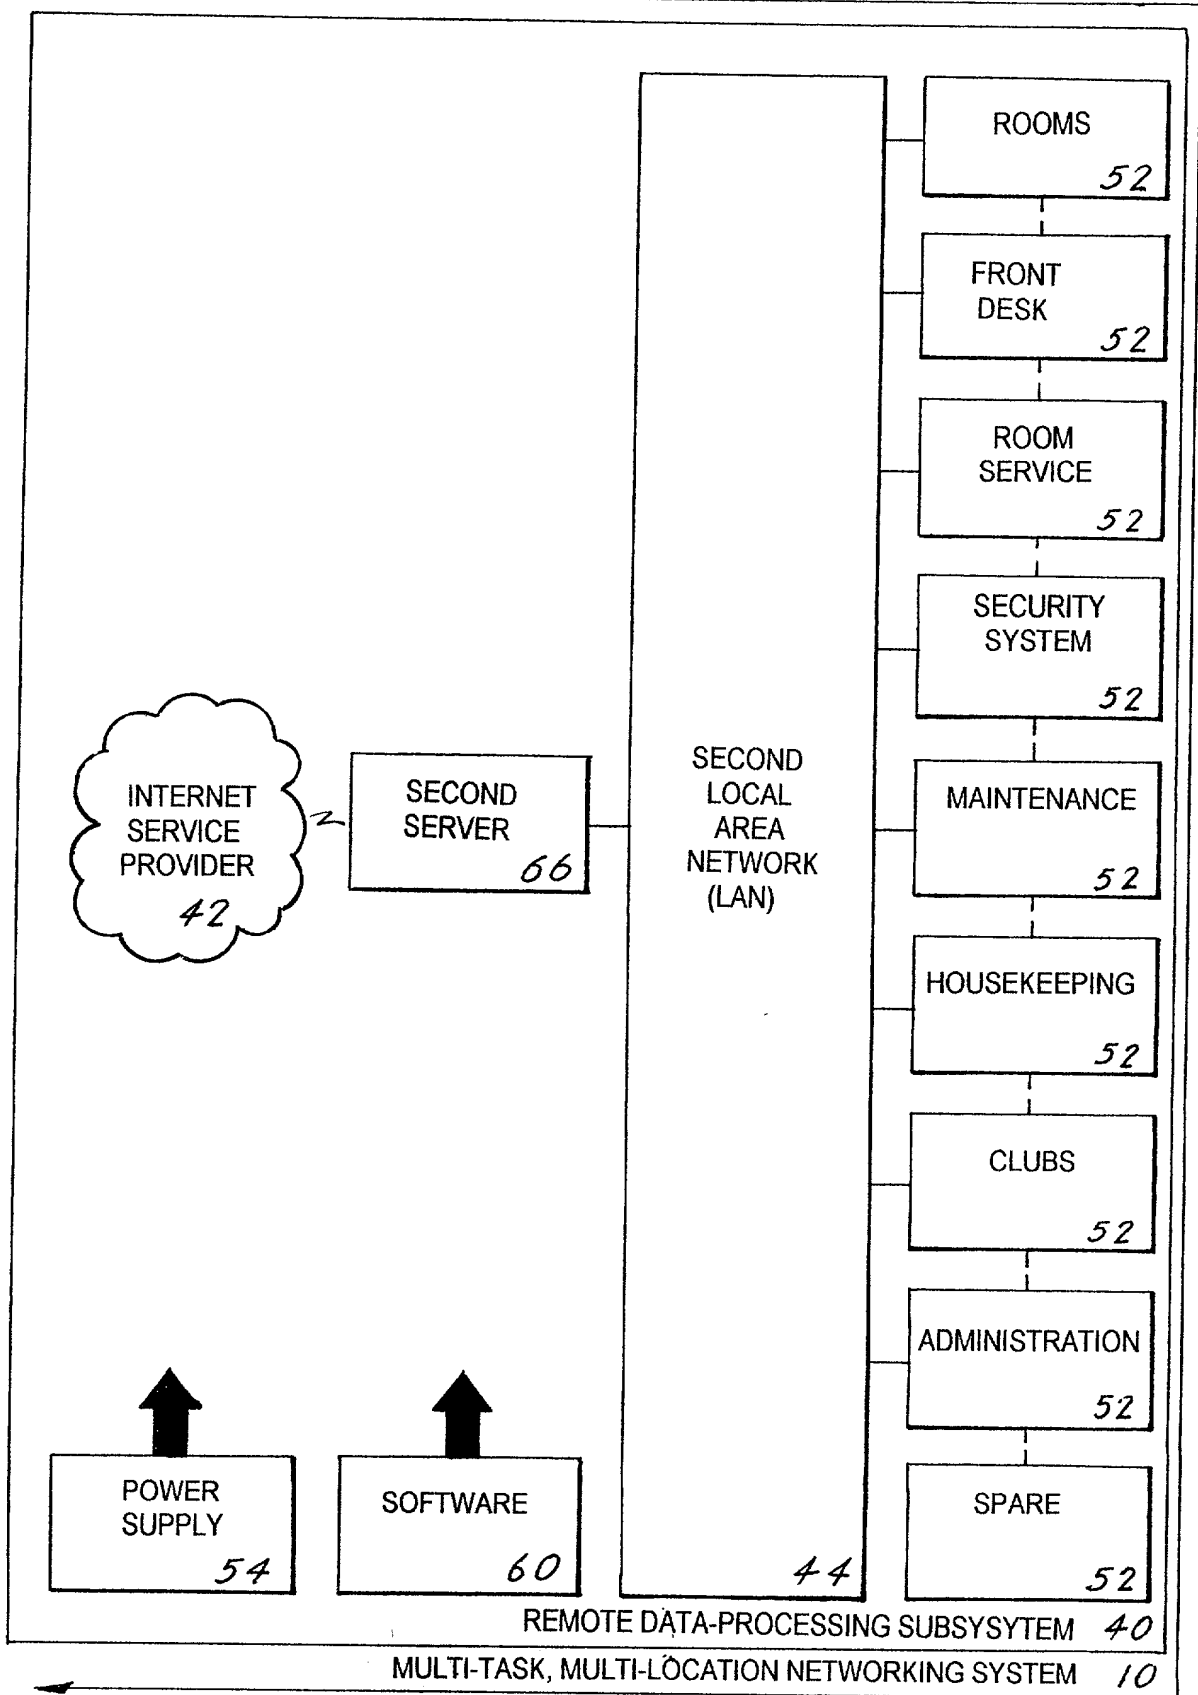 ROOMS
52
FRONT
DESK
52
ROOM
SERVICE
52
SECURITY
SYSTEM
52
INTERNET
SERVICE
PROVIDER
42
SECOND
SERVER
66
SECOND
LOCAL
AREA
NETWORK
(LAN)
44
MAINTENANCE
52
HOUSEKEEPING
52
CLUBS
52
ADMINISTRATION
52
POWER
SUPPLY
54
SOFTWARE
60
SPARE
52
REMOTE DATA-PROCESSING SUBSYSYTEM 40
MULTI-TASK, MULTI-LOCATION NETWORKING SYSTEM 10